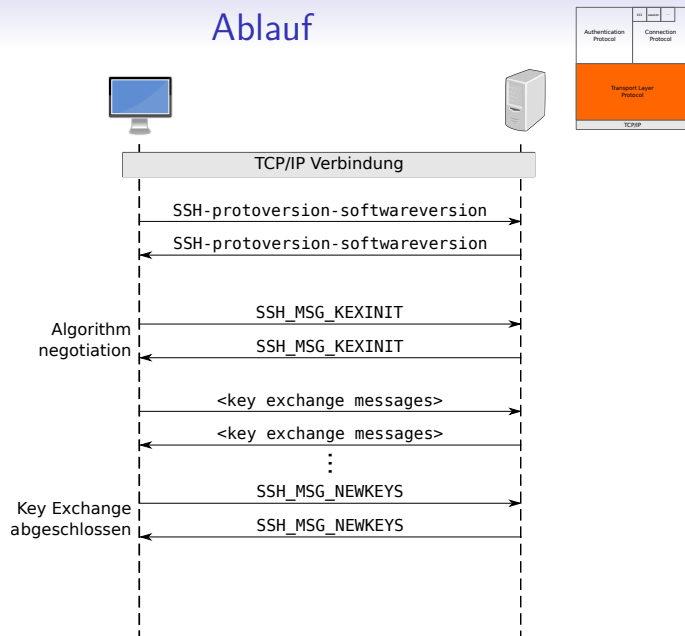 Ablauf
Authentication
Protocol
Connection
Protocol
Transport Layer
Protocol
TCP/IP
TCP/IP Verbindung
SSH-protoversion-softwareversion
SSH-protoversion-softwareversion
Algorithm
negotiation
SSH_MSG_KEXINIT
SSH_MSG_KEXINIT
<key exchange messages>
<key exchange messages>
⋮
Key Exchange
abgeschlossen
SSH_MSG_NEWKEYS
SSH_MSG_NEWKEYS